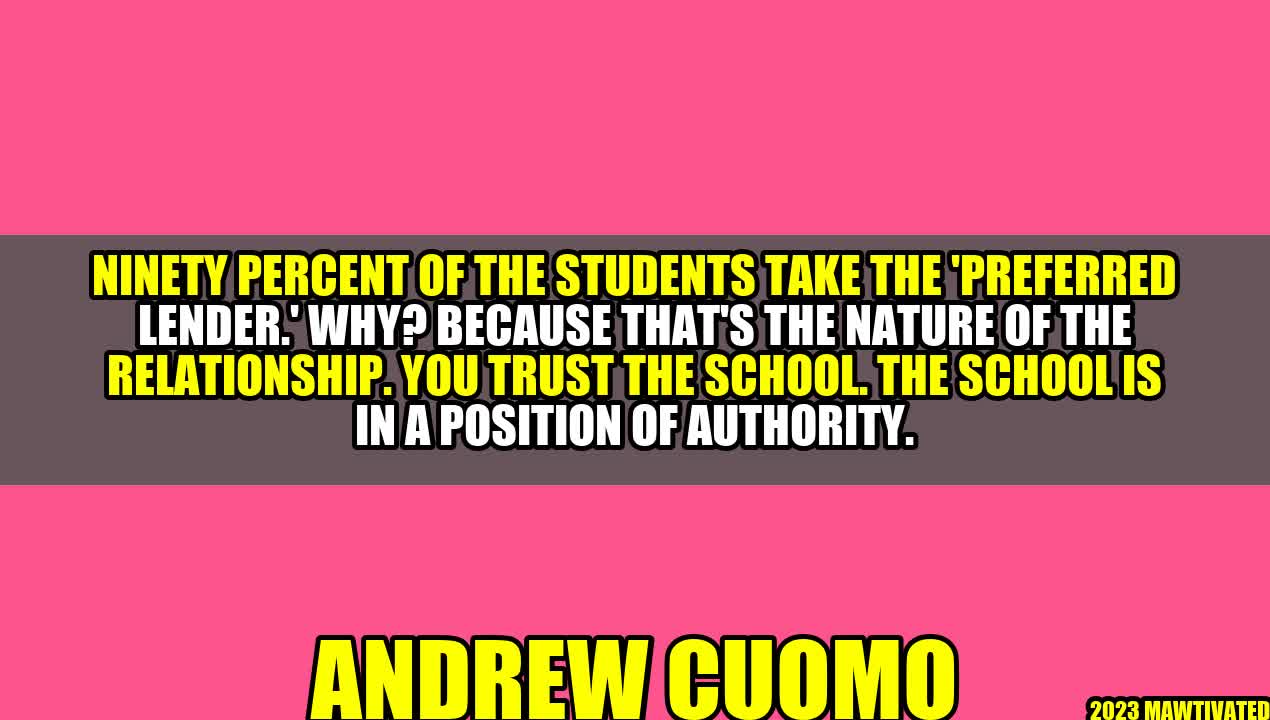 NINETY PERCENT OF THE STUDENTS TAKE THE 'PREFERRED
LENDER.' WHY? BECAUSE THAT'S THE NATURE OF THE
RELATIONSHIP. YOU TRUST THE SCHOOL. THE SCHOOL IS
IN A POSITION OF AUTHORITY.
ANDREW CUOMO
2023 MAWTIVATED